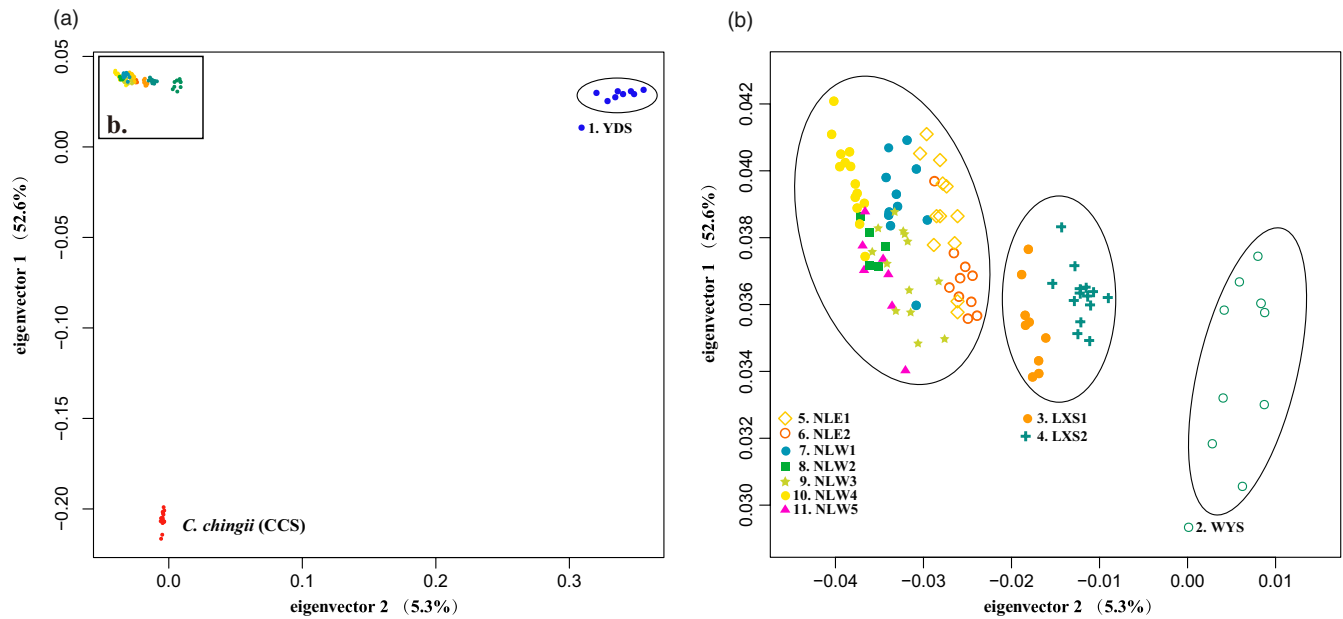 (a)
0.05
0.00
−0.05
−0.10
−0.15
−0.20
eigenvector 1 (52.6%)
b.
1. YDS
C. chingii (CCS)
0.0
0.1
0.2
0.3
eigenvector 2 (5.3%)
(b)
0.042
0.040
0.038
0.036
0.034
0.032
0.030
eigenvector 1 (52.6%)
5. NLE1
6. NLE2
7. NLW1
8. NLW2
9. NLW3
10. NLW4
11. NLW5
3. LXS1
4. LXS2
2. WYS
−0.04
−0.03
−0.02
−0.01
0.00
0.01
eigenvector 2 (5.3%)